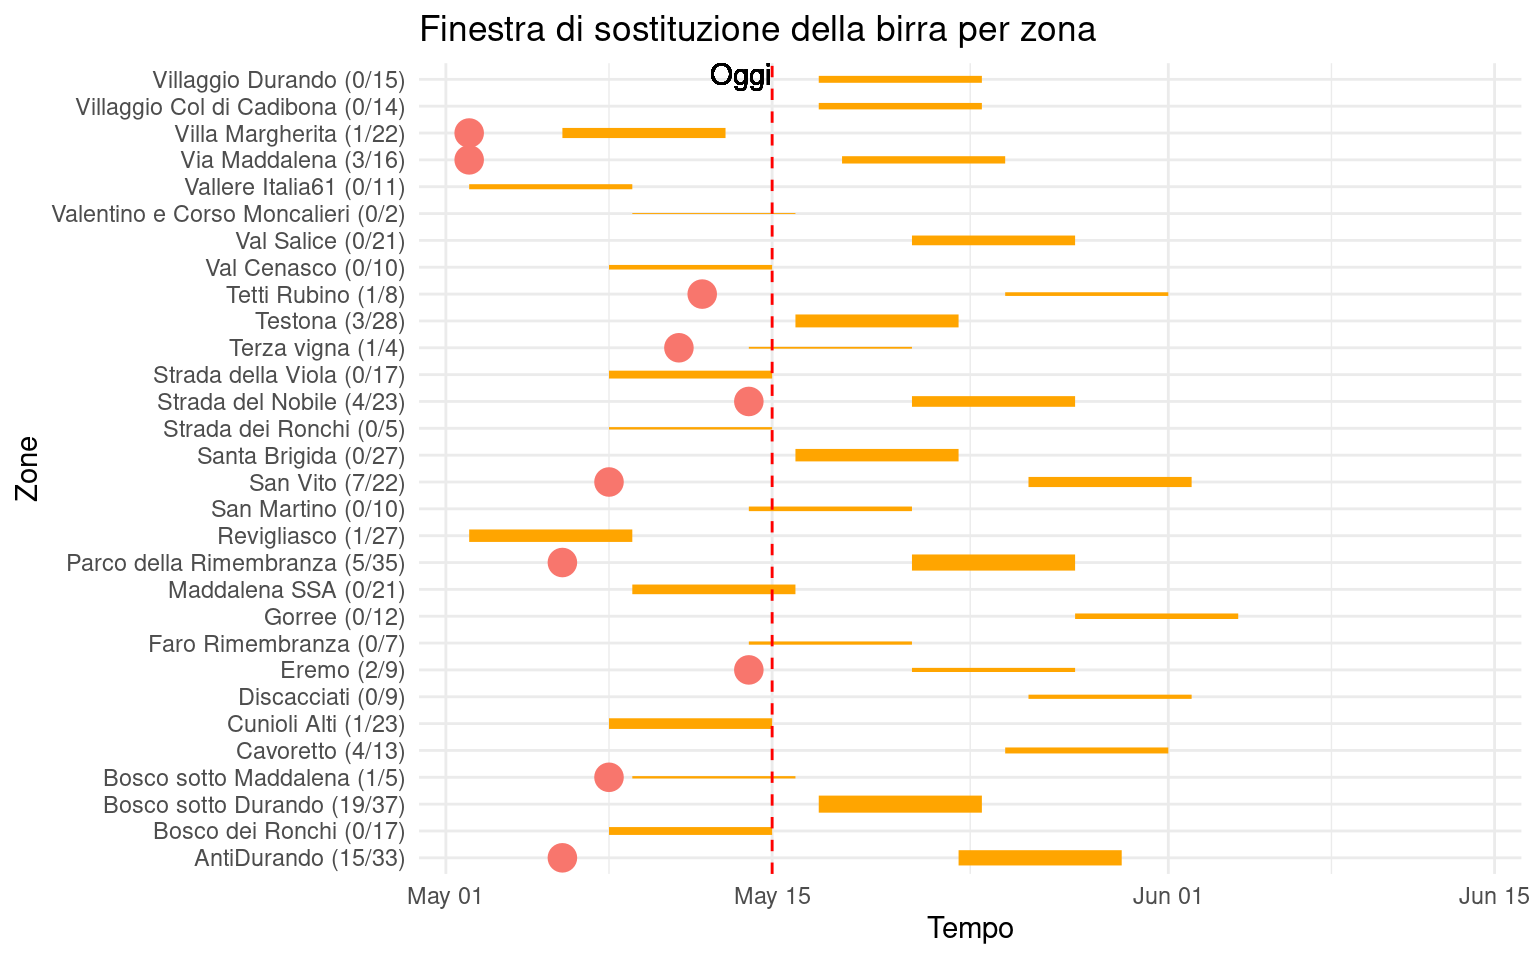 Finestra di sostituzione della birra per zona
Oggi
Villaggio Durando (0/15)
Villaggio Col di Cadibona (0/14)
Villa Margherita (1/22)
Via Maddalena (3/16)
Vallere Italia61 (0/11)
Valentino e Corso Moncalieri (0/2)
Val Salice (0/21)
Val Cenasco (0/10)
Tetti Rubino (1/8)
Testona (3/28)
Terza vigna (1/4)
Strada della Viola (0/17)
Strada del Nobile (4/23)
Strada dei Ronchi (0/5)
Santa Brigida (0/27)
San Vito (7/22)
San Martino (0/10)
Revigliasco (1/27)
Parco della Rimembranza (5/35)
Maddalena SSA (0/21)
Gorree (0/12)
Faro Rimembranza (0/7)
Eremo (2/9)
Discacciati (0/9)
Cunioli Alti (1/23)
Cavoretto (4/13)
Bosco sotto Maddalena (1/5)
Bosco sotto Durando (19/37)
Bosco dei Ronchi (0/17)
AntiDurando (15/33)
Zone
May 01
May 15
Jun 01
Jun 15
Tempo